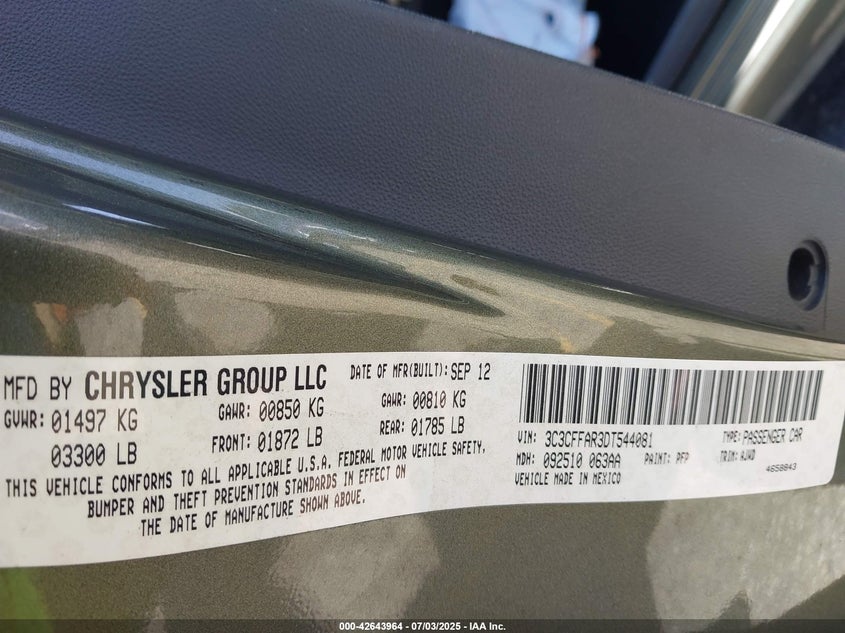 MFD BY CHRYSLER GROUP LLC DATE OF MFR(BUILT): SEP 12
GVWR: 01497 KG GAWR: 00850 KG GAWR: 00810 KG
03300 LB FRONT: 01872 LB REAR: 01785 LB
THIS VEHICLE CONFORMS TO ALL APPLICABLE U.S.A. FEDERAL MOTOR VEHICLE SAFETY,
BUMPER AND THEFT PREVENTION STANDARDS IN EFFECT ON
THE DATE OF MANUFACTURE SHOWN ABOVE.
VIN: 3C3CFFAR3DT544081 TYPE: PASSENGER CAR
MDH: 092510 063AA PAINT: PFP TRIM: AJWD
VEHICLE MADE IN MEXICO 4658843
000-42643964 | 07/03/2025 - IAA Inc.